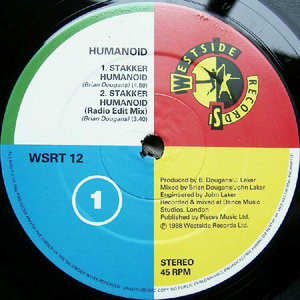 HUMANOID
1. STAKKER
HUMANOID
(Brian Dougans) (4.59)
2. STAKKER
HUMANOID
(Radio Edit Mix)
(Brian Dougans) (3.40)
WESTSIDE
RECORDS
WSRT 12
1
Produced by B. Dougans/J. Laker
Mixed by Brian Dougans/John Laker
Engineered by John Laker
Recorded & mixed at Dance Music
Studios, London
Published by Pisces Music Ltd.
℗ 1988 Westside Records Ltd.
STEREO
45 RPM